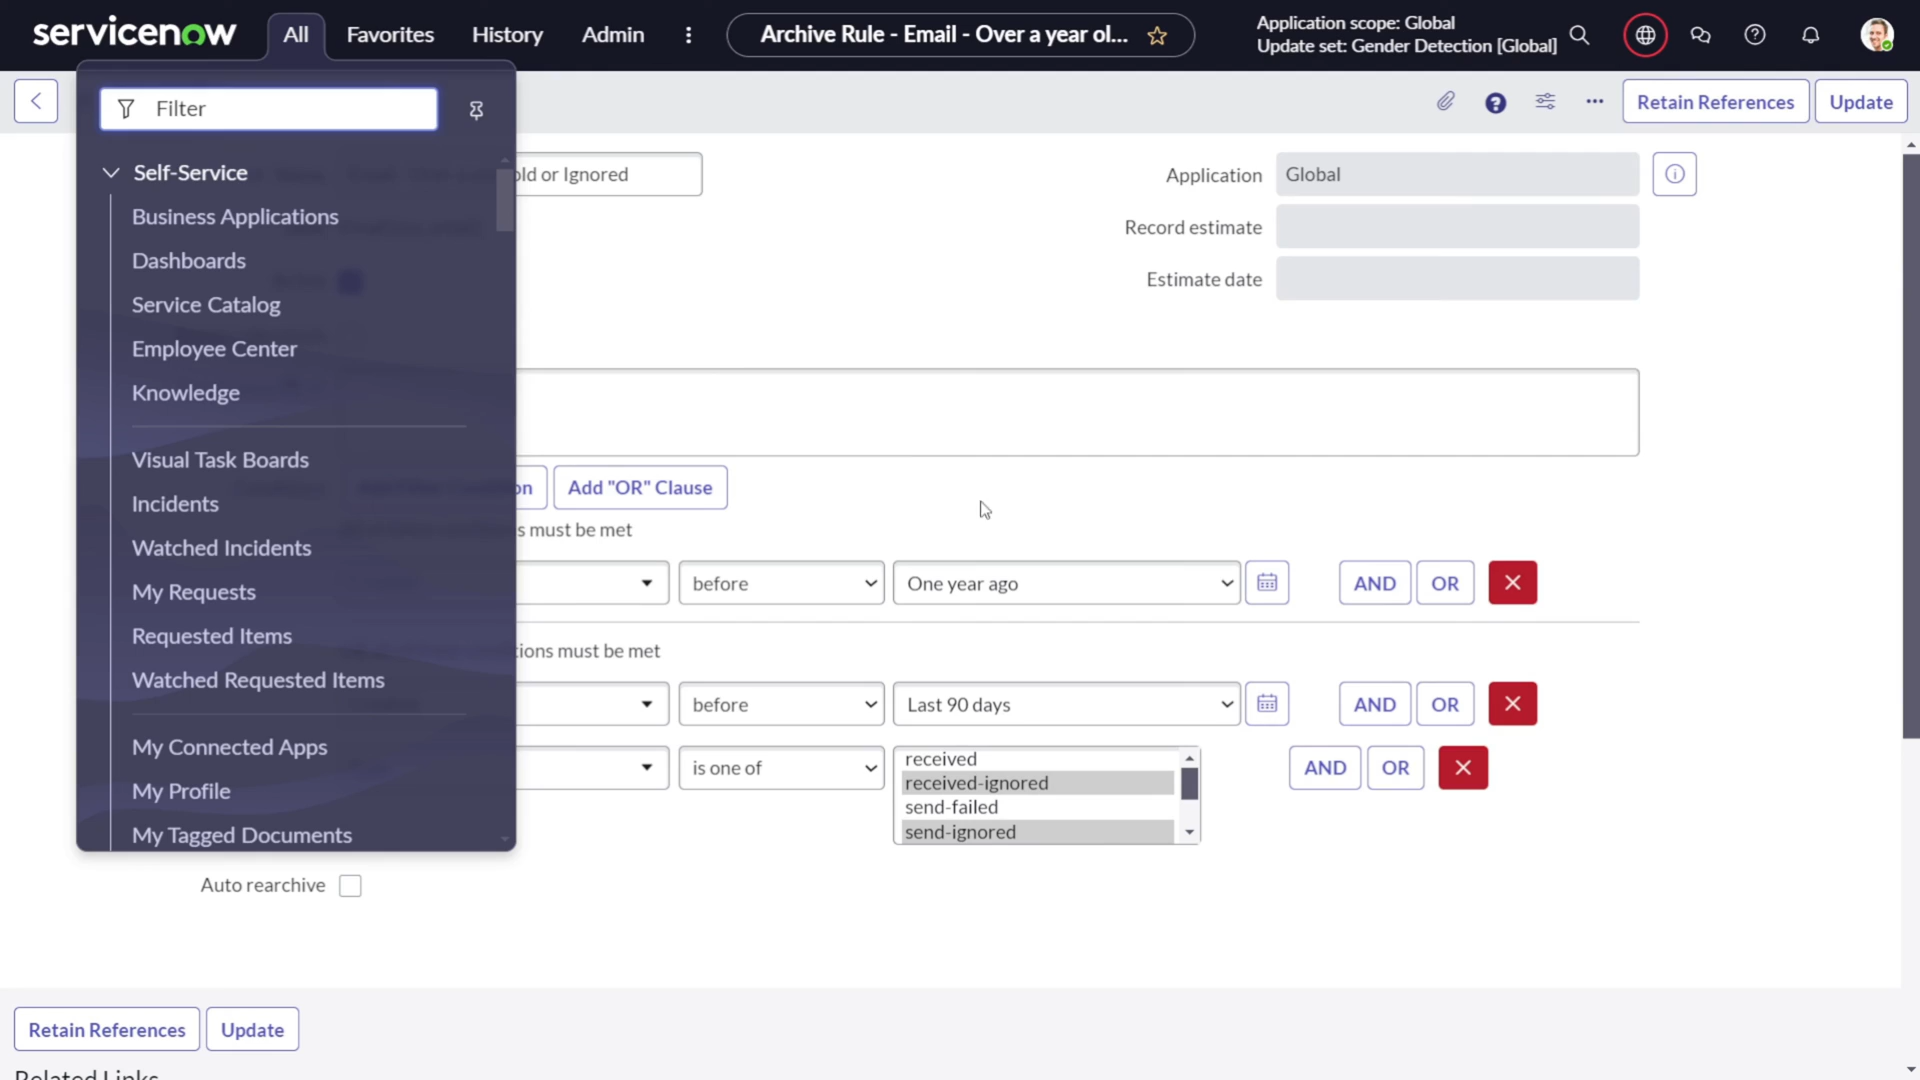 servicenow All Favorites History Admin Archive Rule - Email - Over a year ol... Application scope: Global
Update set: Gender Detection [Global]
Filter
Retain References Update
Self-Service
Business Applications
Dashboards
Service Catalog
Employee Center
Knowledge
Visual Task Boards
Incidents
Watched Incidents
My Requests
Requested Items
Watched Requested Items
My Connected Apps
My Profile
My Tagged Documents
old or Ignored
Application Global
Record estimate
Estimate date
Add "OR" Clause
must be met
before One year ago AND OR
must be met
before Last 90 days AND OR
is one of received AND OR
received-ignored
send-failed
send-ignored
Auto rearchive
Retain References Update
Related Links